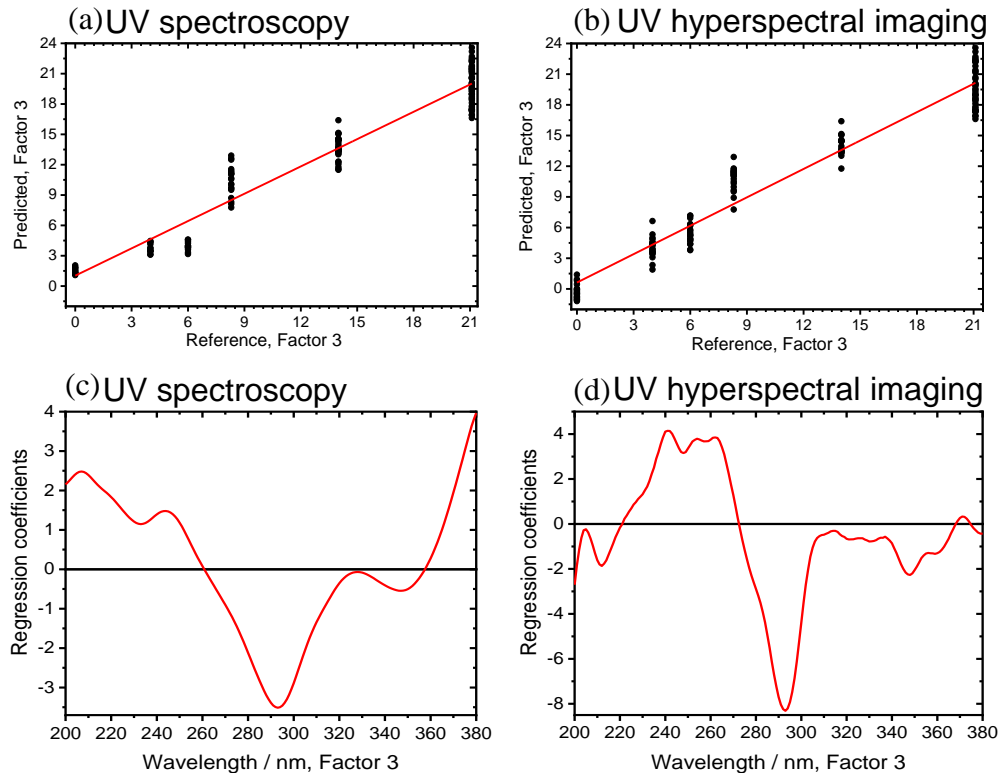 (a) UV spectroscopy
24
21
18
15
12
9
6
3
0
Predicted, Factor 3
0 3 6 9 12 15 18 21
Reference, Factor 3
(b) UV hyperspectral imaging
24
21
18
15
12
9
6
3
0
Predicted, Factor 3
0 3 6 9 12 15 18 21
Reference, Factor 3
(c) UV spectroscopy
4
3
2
1
0
-1
-2
-3
Regression coefficients
200 220 240 260 280 300 320 340 360 380
Wavelength / nm, Factor 3
(d) UV hyperspectral imaging
4
2
0
-2
-4
-6
-8
Regression coefficients
200 220 240 260 280 300 320 340 360 380
Wavelength / nm, Factor 3